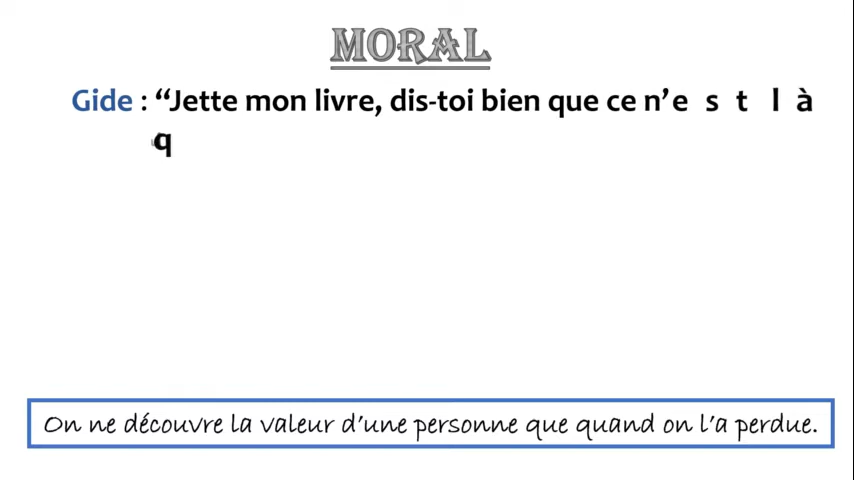 MORAL
Gide : “Jette mon livre, dis-toi bien que ce n’e s t l à
q
On ne découvre la valeur d’une personne que quand on l’a perdue.